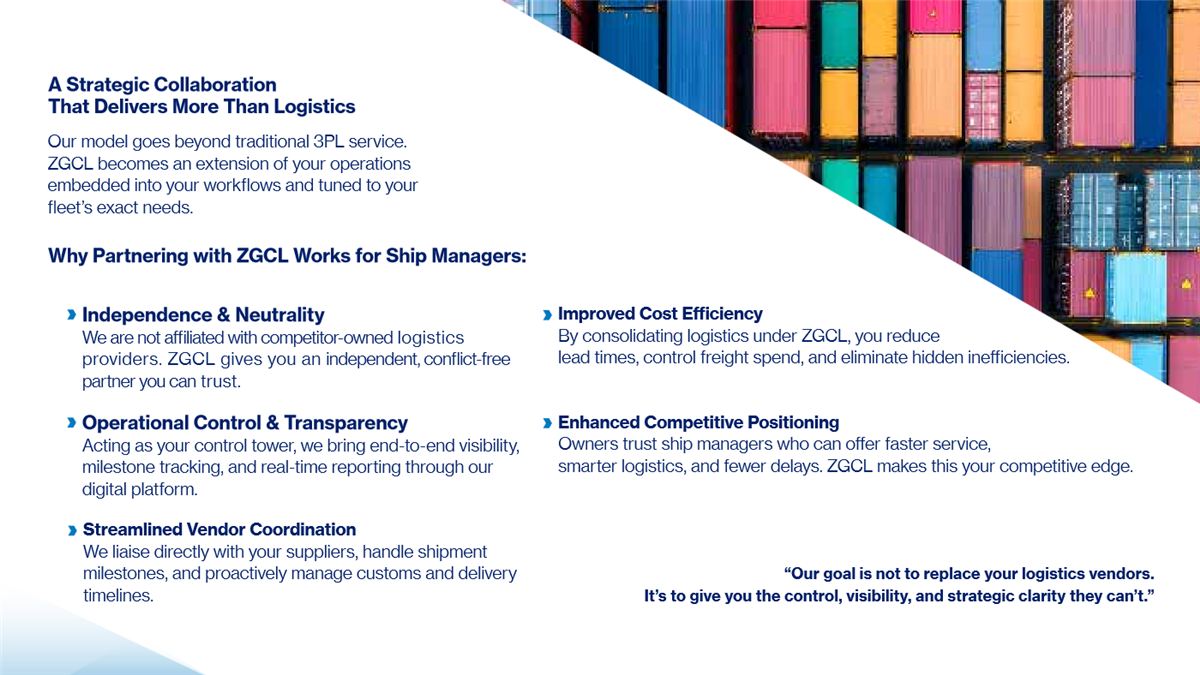 A Strategic Collaboration
That Delivers More Than Logistics
Our model goes beyond traditional 3PL service.
ZGCL becomes an extension of your operations
embedded into your workflows and tuned to your
fleet’s exact needs.
Why Partnering with ZGCL Works for Ship Managers:
Independence & Neutrality
We are not affiliated with competitor-owned logistics
providers. ZGCL gives you an independent, conflict-free
partner you can trust.
Operational Control & Transparency
Acting as your control tower, we bring end-to-end visibility,
milestone tracking, and real-time reporting through our
digital platform.
Streamlined Vendor Coordination
We liaise directly with your suppliers, handle shipment
milestones, and proactively manage customs and delivery
timelines.
Improved Cost Efficiency
By consolidating logistics under ZGCL, you reduce
lead times, control freight spend, and eliminate hidden inefficiencies.
Enhanced Competitive Positioning
Owners trust ship managers who can offer faster service,
smarter logistics, and fewer delays. ZGCL makes this your competitive edge.
“Our goal is not to replace your logistics vendors.
It’s to give you the control, visibility, and strategic clarity they can’t.”